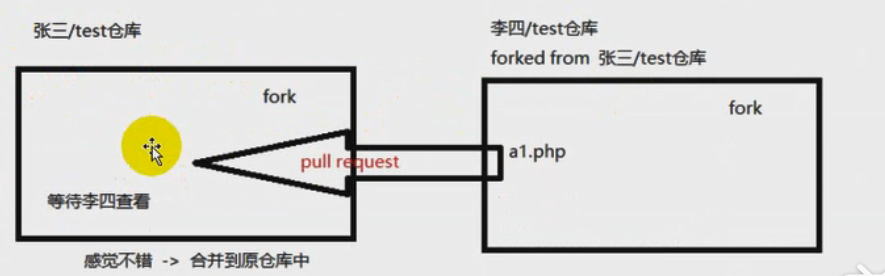 张三/test仓库
李四/test仓库
forked from 张三/test仓库
fork
fork
pull request
a1.php
等待李四查看
感觉不错 -> 合并到原仓库中